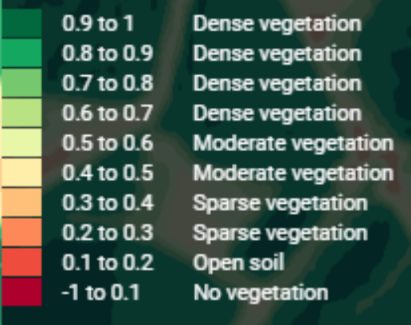 0.9 to 1 Dense vegetation
0.8 to 0.9 Dense vegetation
0.7 to 0.8 Dense vegetation
0.6 to 0.7 Dense vegetation
0.5 to 0.6 Moderate vegetation
0.4 to 0.5 Moderate vegetation
0.3 to 0.4 Sparse vegetation
0.2 to 0.3 Sparse vegetation
0.1 to 0.2 Open soil
-1 to 0.1 No vegetation